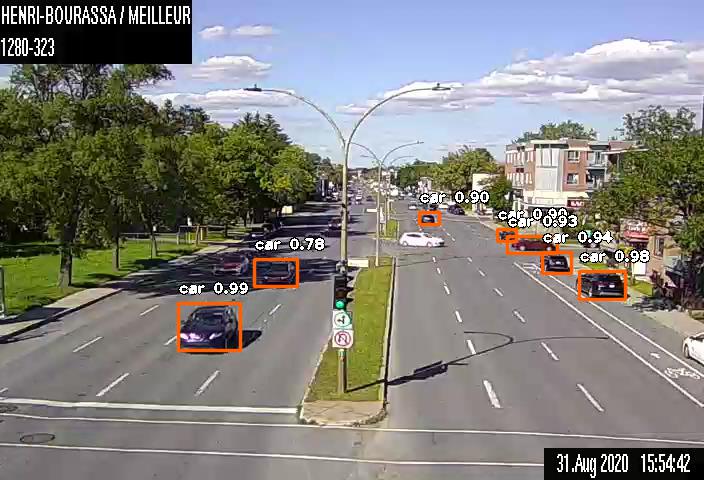 HENRI-BOURASSA / MEILLEUR
1280-323
car 0.90
car 0.93
car 0.94
car 0.98
car 0.78
car 0.99
31.Aug 2020 15:54:42